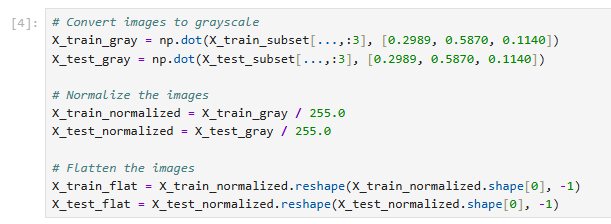 [4]: # Convert images to grayscale
X_train_gray = np.dot(X_train_subset[...,:3], [0.2989, 0.5870, 0.1140])
X_test_gray = np.dot(X_test_subset[...,:3], [0.2989, 0.5870, 0.1140])
# Normalize the images
X_train_normalized = X_train_gray / 255.0
X_test_normalized = X_test_gray / 255.0
# Flatten the images
X_train_flat = X_train_normalized.reshape(X_train_normalized.shape[0], -1)
X_test_flat = X_test_normalized.reshape(X_test_normalized.shape[0], -1)